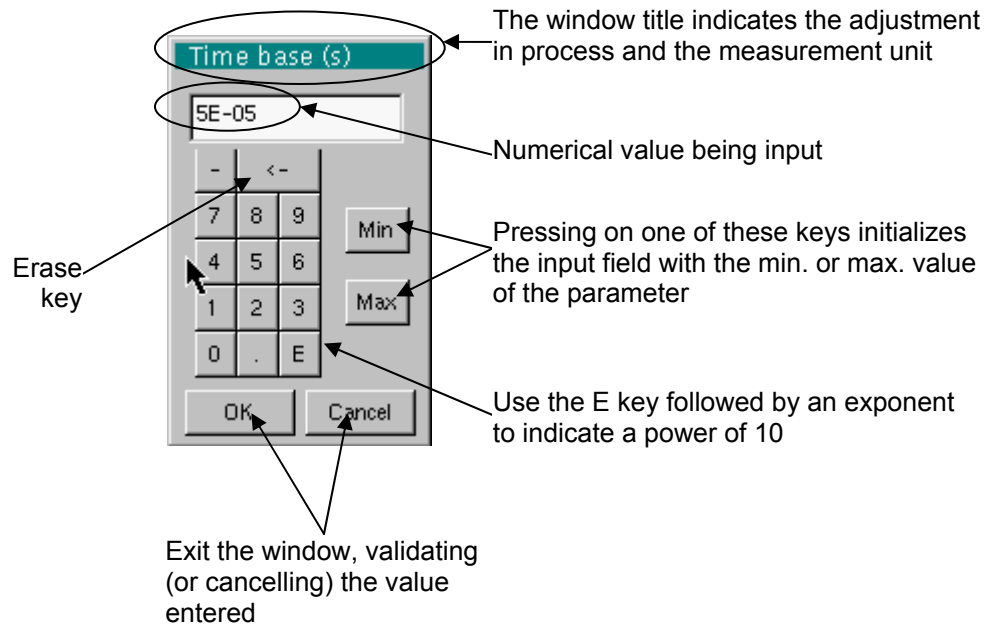 The window title indicates the adjustment
in process and the measurement unit
Time base (s)
5E-05
Numerical value being input
- <-
7 8 9
Min
Pressing on one of these keys initializes
the input field with the min. or max. value
of the parameter
Erase
key
4 5 6
1 2 3
Max
0 . E
Use the E key followed by an exponent
to indicate a power of 10
OK Cancel
Exit the window, validating
(or cancelling) the value
entered